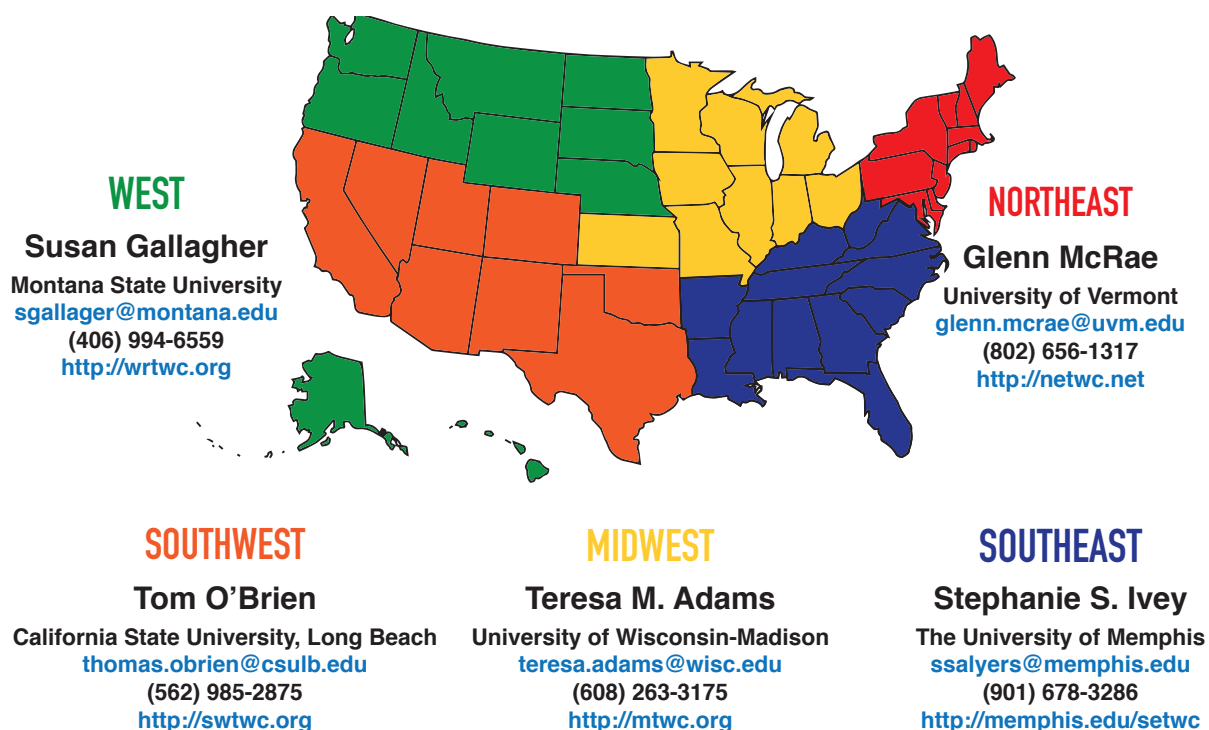 WEST
Susan Gallagher
Montana State University
sgallager@montana.edu
(406) 994-6559
http://wrtwc.org
NORTHEAST
Glenn McRae
University of Vermont
glenn.mcrae@uvm.edu
(802) 656-1317
http://netwc.net
SOUTHWEST
Tom O’Brien
California State University, Long Beach
thomas.obrien@csulb.edu
(562) 985-2875
http://swtwc.org
MIDWEST
Teresa M. Adams
University of Wisconsin-Madison
teresa.adams@wisc.edu
(608) 263-3175
http://mtwc.org
SOUTHEAST
Stephanie S. Ivey
The University of Memphis
ssalyers@memphis.edu
(901) 678-3286
http://memphis.edu/setwc